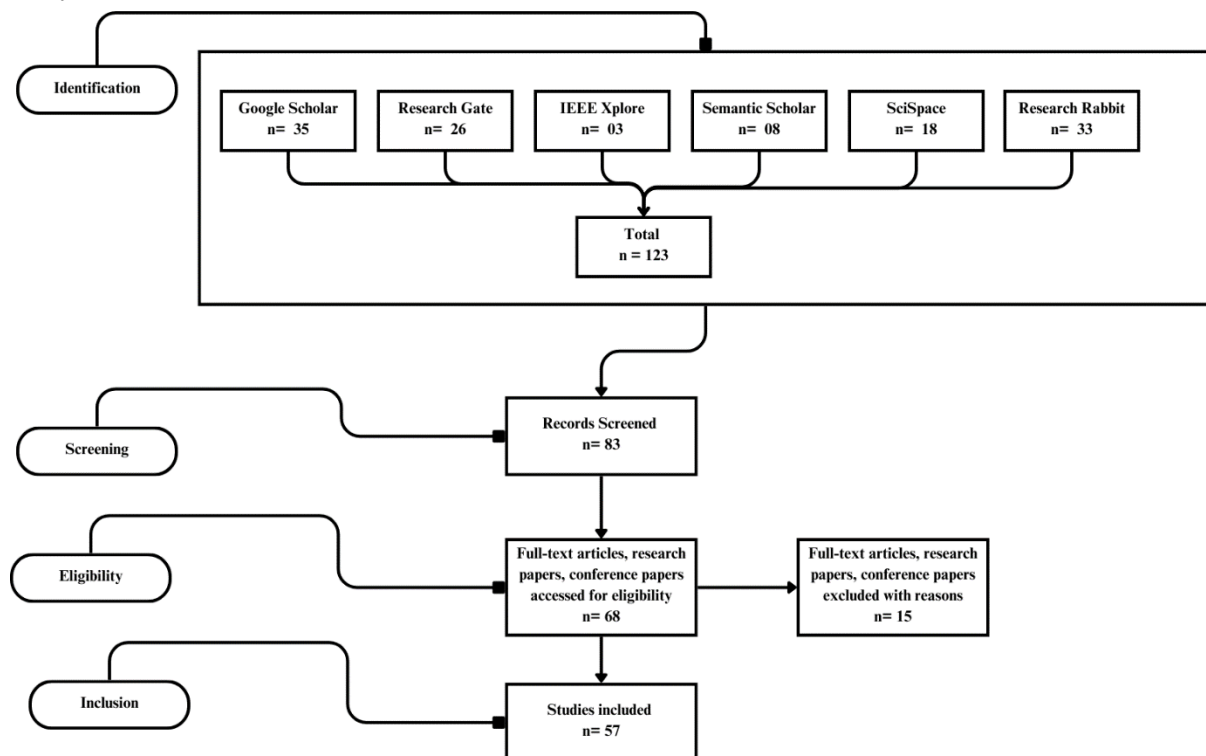 Identification
Google Scholar
n=  35
Research Gate
n=  26
IEEE Xplore
n=  03
Semantic Scholar
n=  08
SciSpace
n=  18
Research Rabbit
n=  33
Total
n = 123
Screening
Records Screened
n= 83
Eligibility
Full-text articles, research
papers, conference papers
accessed for eligibility
n= 68
Full-text articles, research
papers, conference papers
excluded with reasons
n= 15
Inclusion
Studies included
n= 57